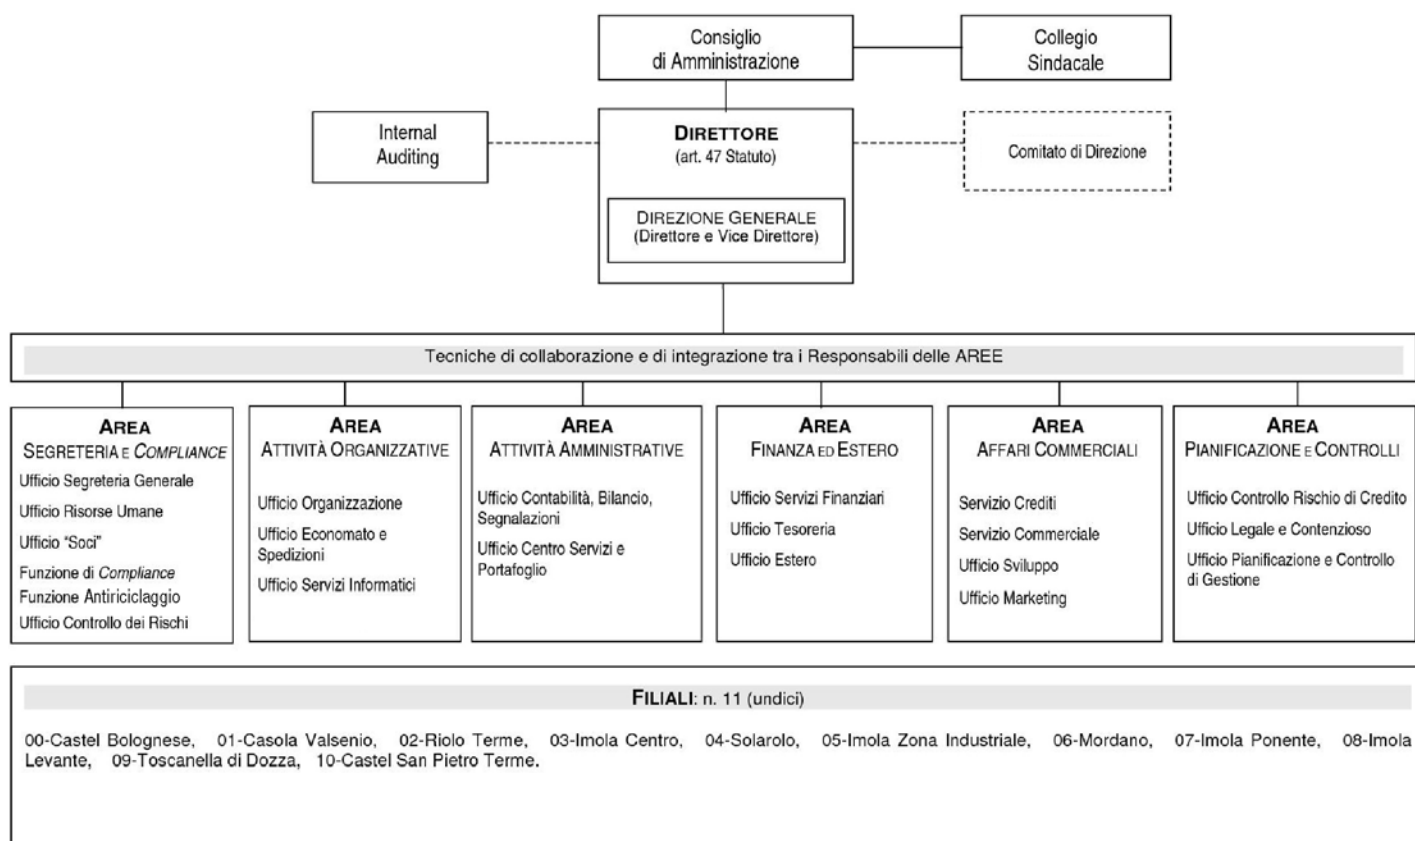 Consiglio
di Amministrazione
Collegio
Sindacale
Internal
Auditing
DIRETTORE
(art. 47 Statuto)
Comitato di Direzione
DIREZIONE GENERALE
(Direttore e Vice Direttore)
Tecniche di collaborazione e di integrazione tra i Responsabili delle AREE
AREA
SEGRETERIA E COMPLIANCE
Ufficio Segreteria Generale
Ufficio Risorse Umane
Ufficio “Soci”
Funzione di Compliance
Funzione Antiriciclaggio
Ufficio Controllo dei Rischi
AREA
ATTIVITÀ ORGANIZZATIVE
Ufficio Organizzazione
Ufficio Economato e
Spedizioni
Ufficio Servizi Informatici
AREA
ATTIVITÀ AMMINISTRATIVE
Ufficio Contabilità, Bilancio,
Segnalazioni
Ufficio Centro Servizi e
Portafoglio
AREA
FINANZA ED ESTERO
Ufficio Servizi Finanziari
Ufficio Tesoreria
Ufficio Estero
AREA
AFFARI COMMERCIALI
Servizio Crediti
Servizio Commerciale
Ufficio Sviluppo
Ufficio Marketing
AREA
PIANIFICAZIONE E CONTROLLI
Ufficio Controllo Rischio di Credito
Ufficio Legale e Contenzioso
Ufficio Pianificazione e Controllo
di Gestione
FILIALI: n. 11 (undici)
00-Castel Bolognese, 01-Casola Valsenio, 02-Riolo Terme, 03-Imola Centro, 04-Solarolo, 05-Imola Zona Industriale, 06-Mordano, 07-Imola Ponente, 08-Imola
Levante, 09-Toscanella di Dozza, 10-Castel San Pietro Terme.